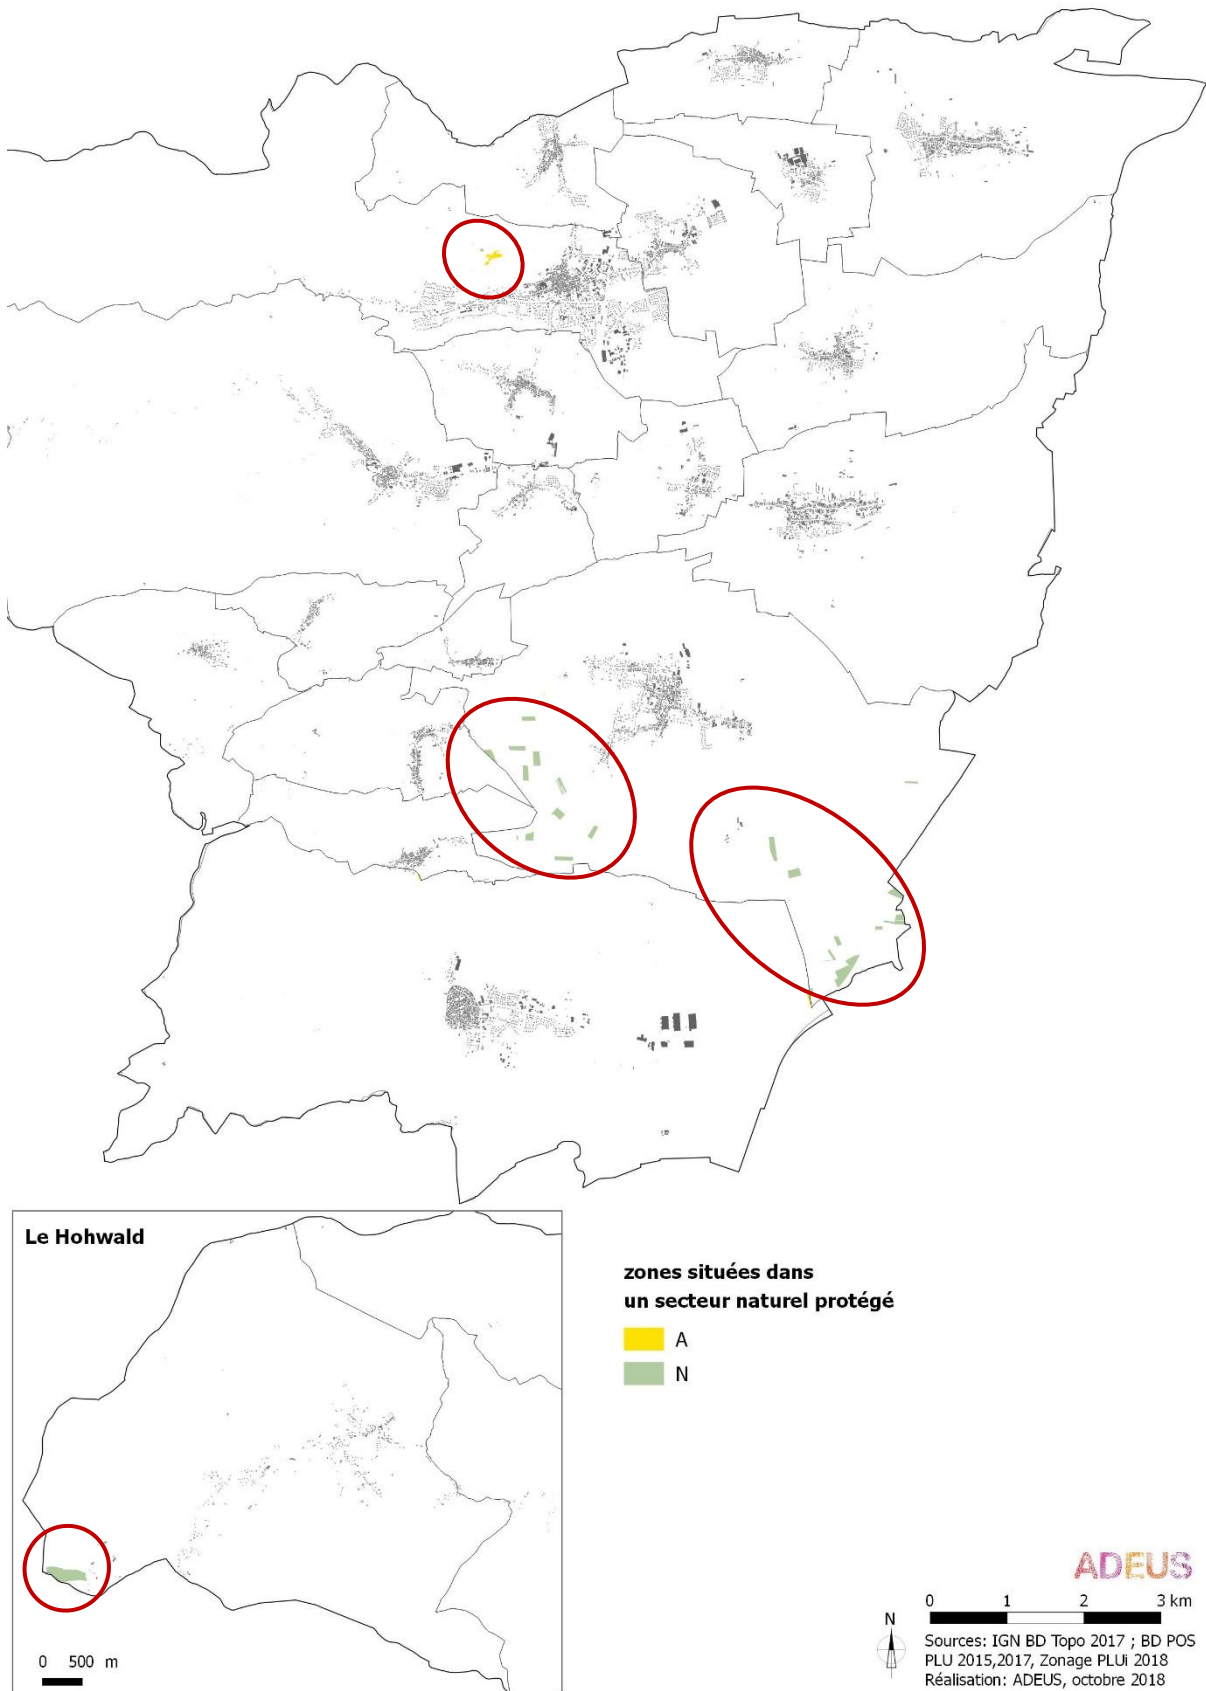 Le Hohwald
0 500 m
zones situées dans
un secteur naturel protégé
A
N
ADEUS
0 1 2 3 km
N
Sources: IGN BD Topo 2017 ; BD POS
PLU 2015,2017, Zonage PLUi 2018
Réalisation: ADEUS, octobre 2018